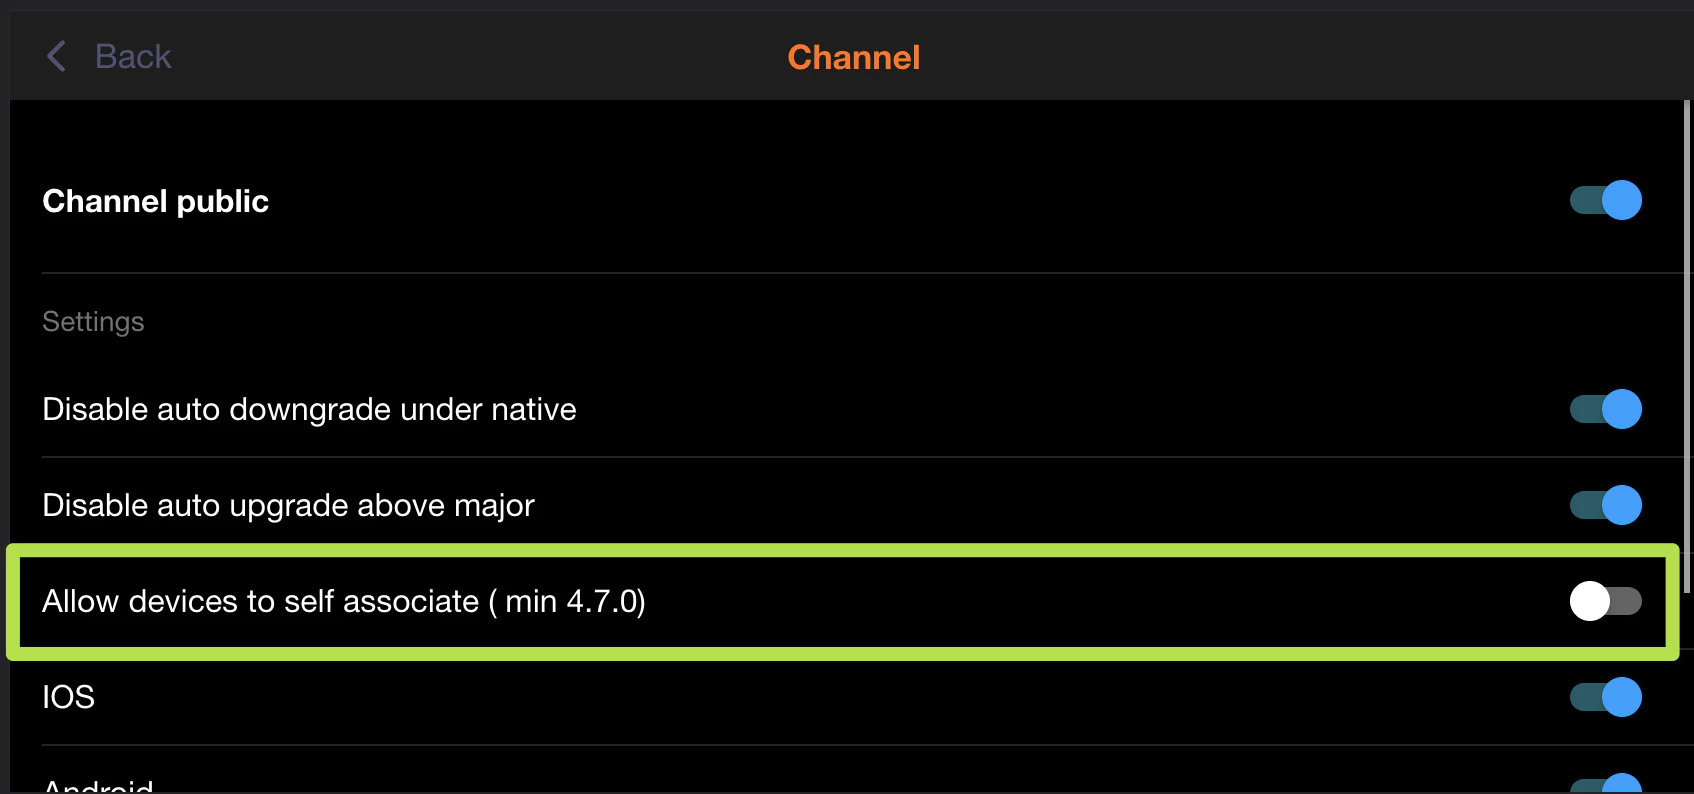 Back
Channel
Channel public
Settings
Disable auto downgrade under native
Disable auto upgrade above major
Allow devices to self associate ( min 4.7.0)
IOS
Android